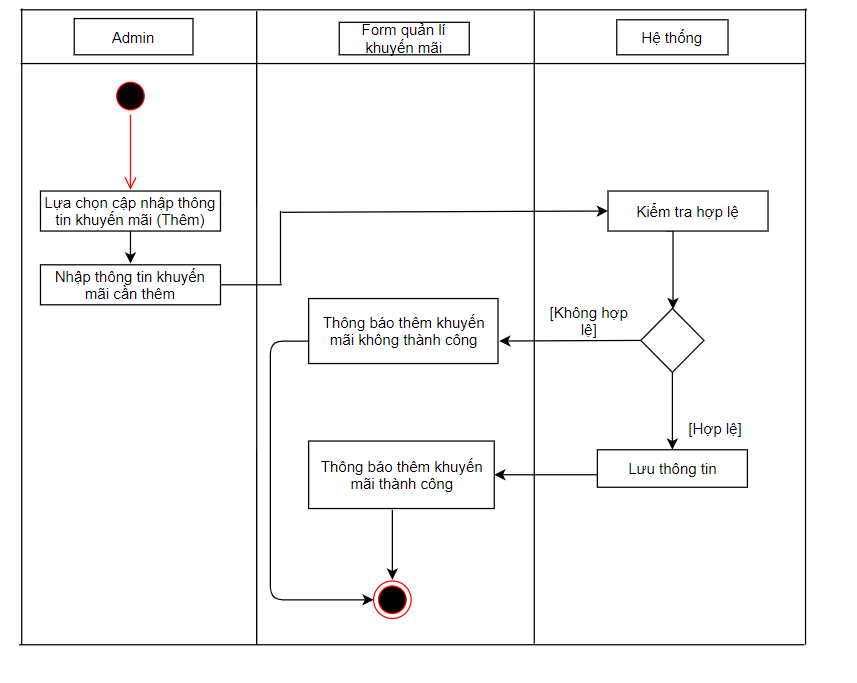 Admin
Form quản lí
khuyến mãi
Hệ thống
Lựa chọn cập nhập thông
tin khuyến mãi (Thêm)
Kiểm tra hợp lệ
Nhập thông tin khuyến
mãi cần thêm
[Không hợp
lệ]
Thông báo thêm khuyến
mãi không thành công
[Hợp lệ]
Thông báo thêm khuyến
mãi thành công
Lưu thông tin